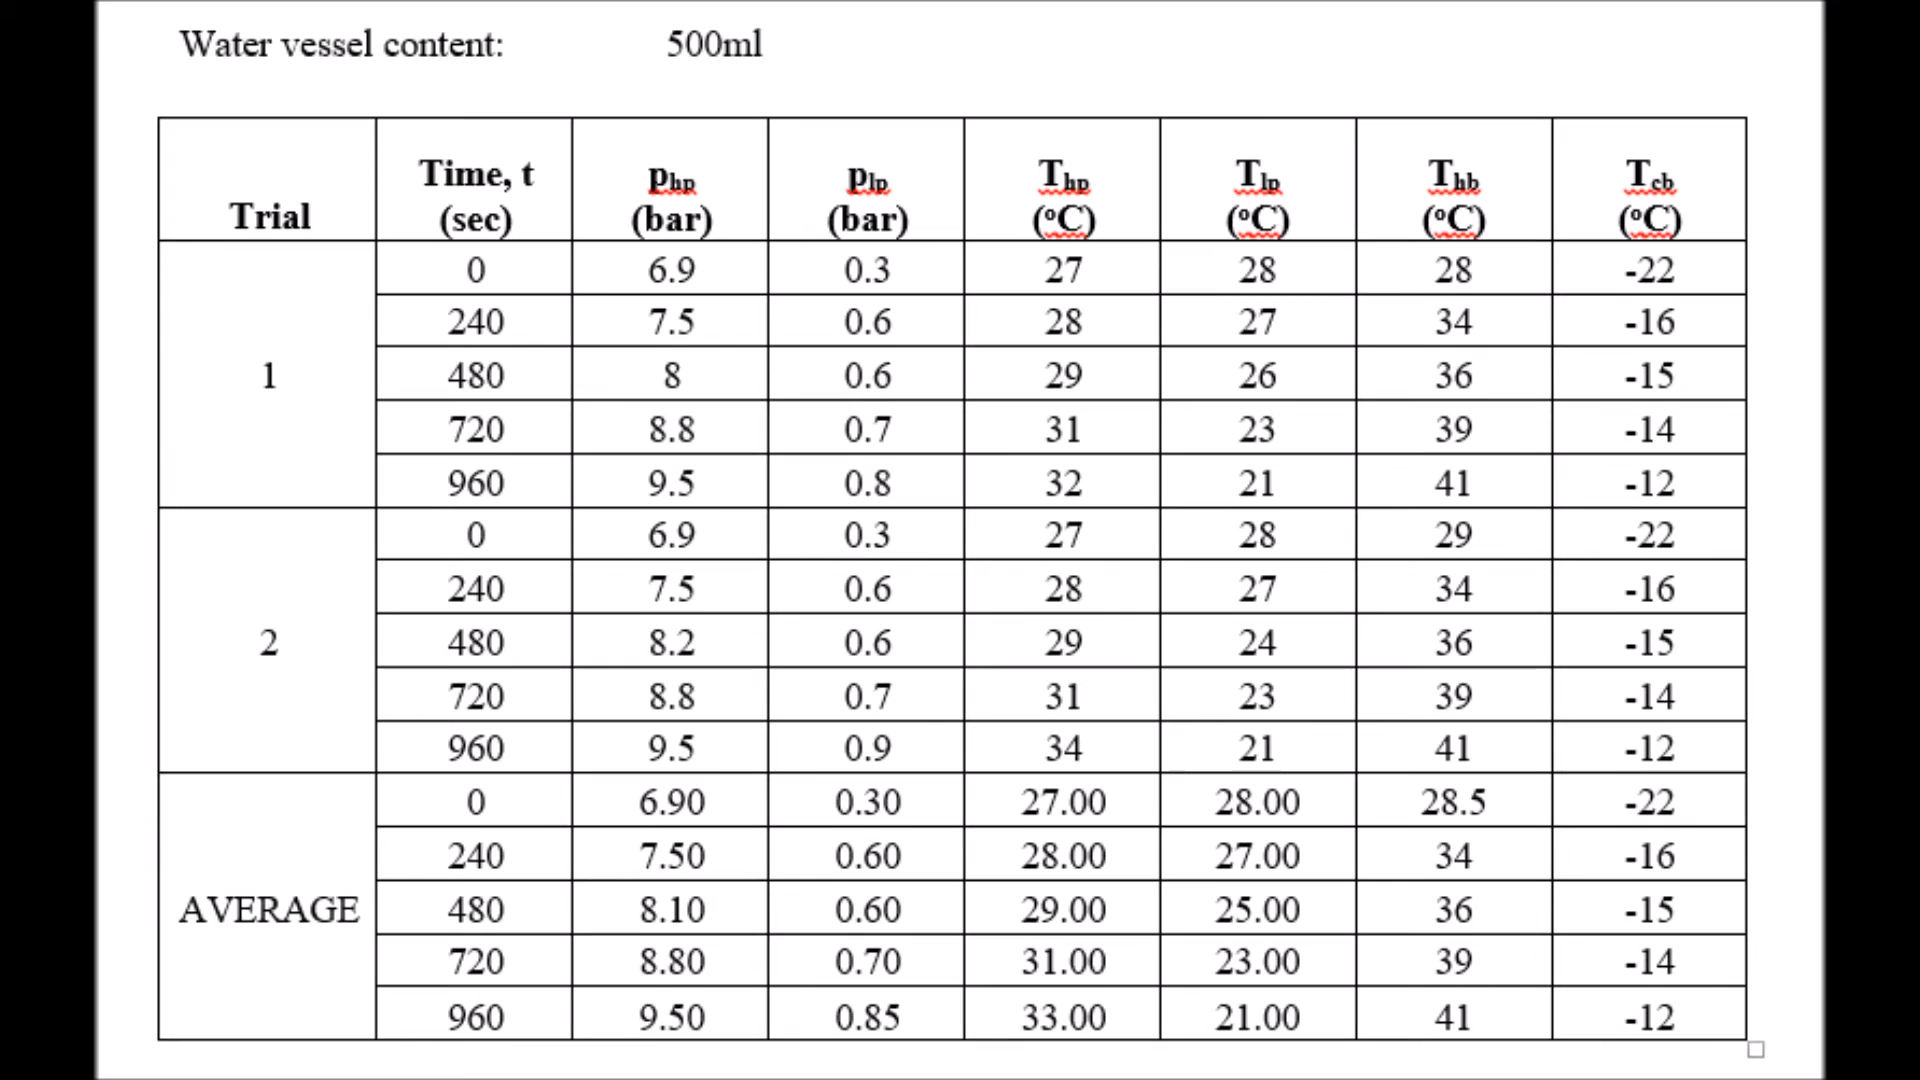 Water vessel content: 500ml
Trial Time, t (sec) php (bar) plp (bar) Thp (°C) Tlp (°C) Thb (°C) Tcb (°C)
1 0 6.9 0.3 27 28 28 -22
240 7.5 0.6 28 27 34 -16
480 8 0.6 29 26 36 -15
720 8.8 0.7 31 23 39 -14
960 9.5 0.8 32 21 41 -12
2 0 6.9 0.3 27 28 29 -22
240 7.5 0.6 28 27 34 -16
480 8.2 0.6 29 24 36 -15
720 8.8 0.7 31 23 39 -14
960 9.5 0.9 34 21 41 -12
AVERAGE 0 6.90 0.30 27.00 28.00 28.5 -22
240 7.50 0.60 28.00 27.00 34 -16
480 8.10 0.60 29.00 25.00 36 -15
720 8.80 0.70 31.00 23.00 39 -14
960 9.50 0.85 33.00 21.00 41 -12